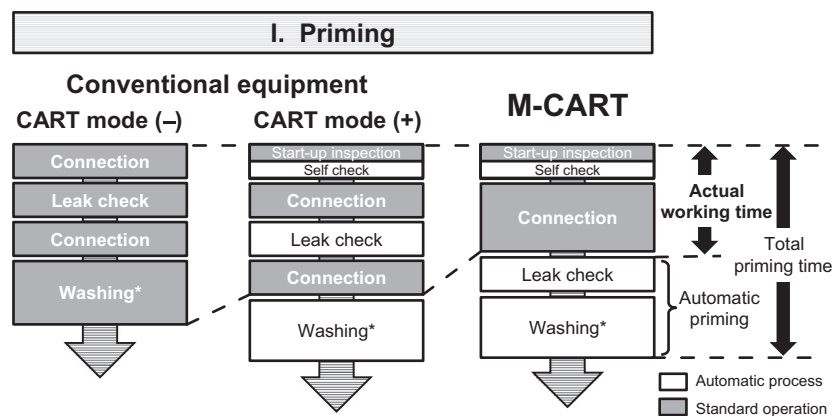 I. Priming
Conventional equipment
CART mode (–)
CART mode (+)
M-CART
Connection
Leak check
Connection
Washing*
Start-up inspection
Self check
Connection
Leak check
Connection
Washing*
Start-up inspection
Self check
Connection
Leak check
Washing*
Actual
working time
Total
priming time
Automatic
priming
Automatic process
Standard operation